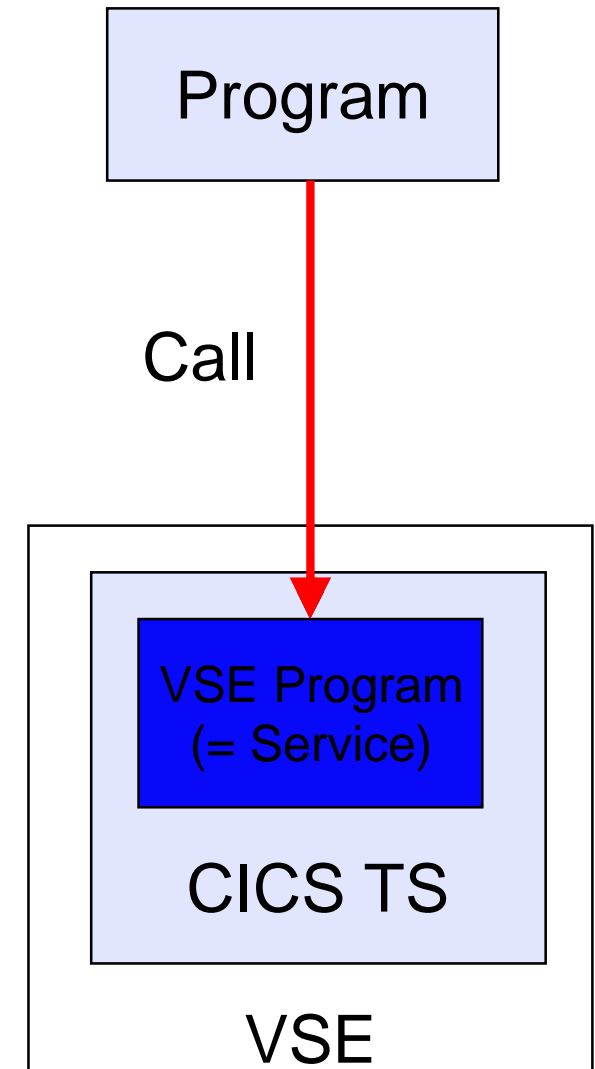 Program
Call
VSE Program
(= Service)
CICS TS
VSE